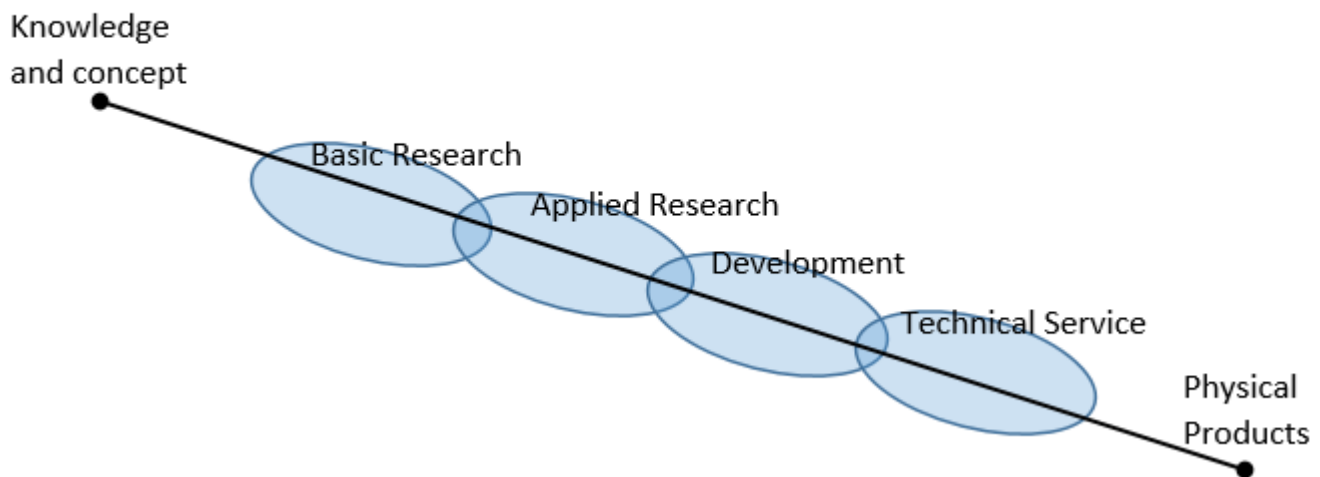 Knowledge
and concept
Basic Research
Applied Research
Development
Technical Service
Physical
Products